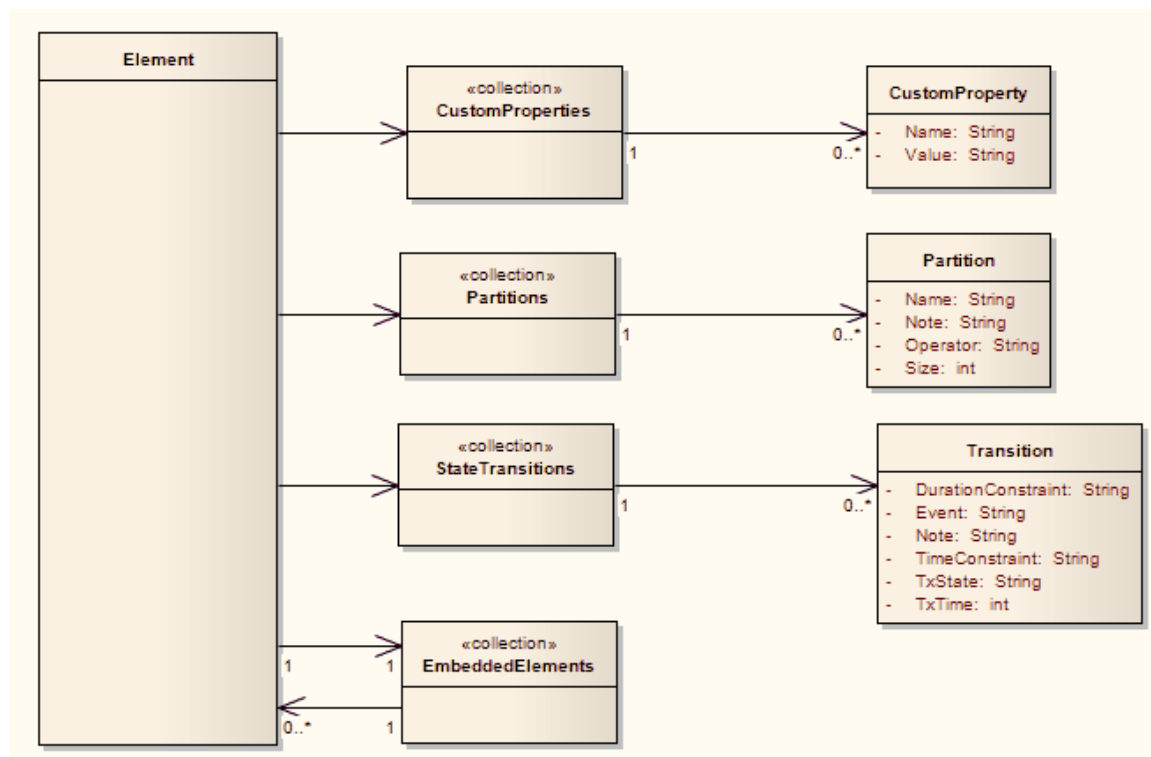 Element
«collection»
CustomProperties
1
0..*
CustomProperty
- Name: String
- Value: String
«collection»
Partitions
1
0..*
Partition
- Name: String
- Note: String
- Operator: String
- Size: int
«collection»
StateTransitions
1
0..*
Transition
- DurationConstraint: String
- Event: String
- Note: String
- TimeConstraint: String
- TxState: String
- TxTime: int
1
1
«collection»
EmbeddedElements
0..*
1